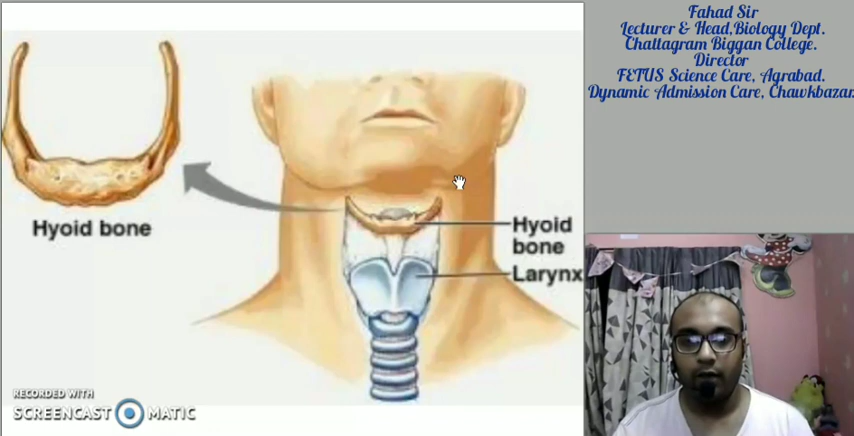 Fahad Sir
Lecturer & Head,Biology Dept.
Chattagram Biggan College.
Director
FETUS Science Care, Agrabad.
Dynamic Admission Care, Chawkbazar.
Hyoid bone
Hyoid
bone
Larynx
RECORDED WITH
SCREENCAST MATIC